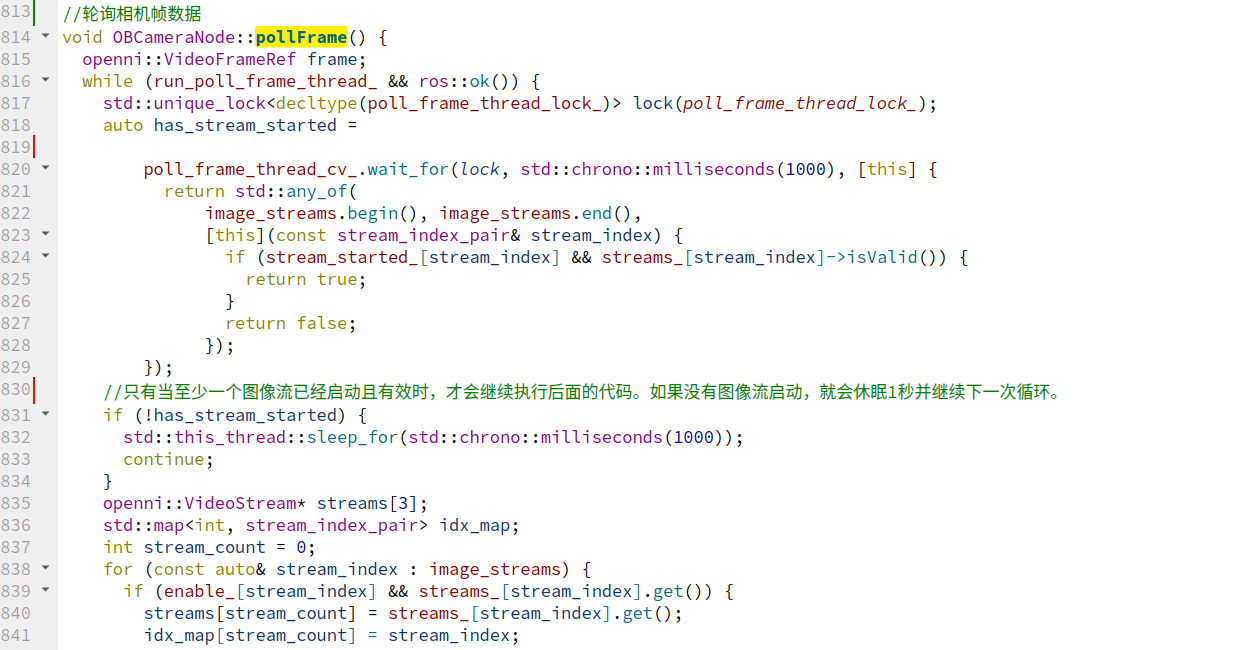 813 //轮询相机帧数据
814 void OBCameraNode::pollFrame() {
815   openni::VideoFrameRef frame;
816   while (run_poll_frame_thread_ && ros::ok()) {
817     std::unique_lock<decltype(poll_frame_thread_lock_)> lock(poll_frame_thread_lock_);
818     auto has_stream_started =
819
820         poll_frame_thread_cv_.wait_for(lock, std::chrono::milliseconds(1000), [this] {
821           return std::any_of(
822               image_streams.begin(), image_streams.end(),
823               [this](const stream_index_pair& stream_index) {
824                 if (stream_started_[stream_index] && streams_[stream_index]->isValid()) {
825                   return true;
826                 }
827                 return false;
828               });
829         });
830     //只有当至少一个图像流已经启动且有效时，才会继续执行后面的代码。如果没有图像流启动，就会休眠1秒并继续下一次循环。
831     if (!has_stream_started) {
832       std::this_thread::sleep_for(std::chrono::milliseconds(1000));
833       continue;
834     }
835     openni::VideoStream* streams[3];
836     std::map<int, stream_index_pair> idx_map;
837     int stream_count = 0;
838     for (const auto& stream_index : image_streams) {
839       if (enable_[stream_index] && streams_[stream_index].get()) {
840         streams[stream_count] = streams_[stream_index].get();
841         idx_map[stream_count] = stream_index;